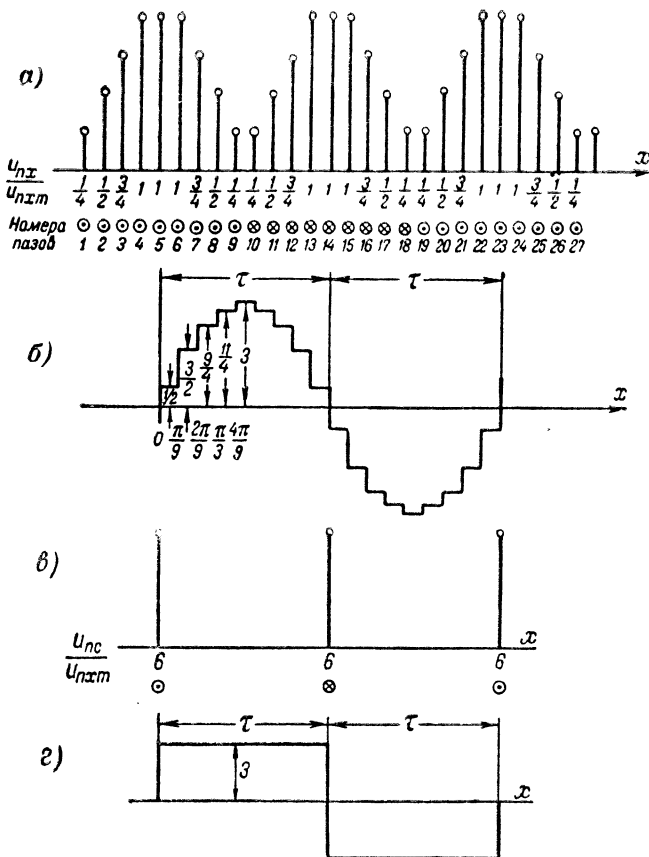 а)
x
uпх/uпхm 1/4 1/2 3/4 1 1 1 3/4 1/2 1/4 1/4 1/2 3/4 1 1 1 3/4 1/2 1/4 1/4 1/2 3/4 1 1 1 3/4 1/2 1/4
Номера
пазов 1 2 3 4 5 6 7 8 9 10 11 12 13 14 15 16 17 18 19 20 21 22 23 24 25 26 27
τ τ
б)
1/2 3/2 9/4 11/4 3
x
0 π/9 2π/9 π/3 4π/9
в)
uпс/uпхm x
6 6 6
τ τ
г)
3
x